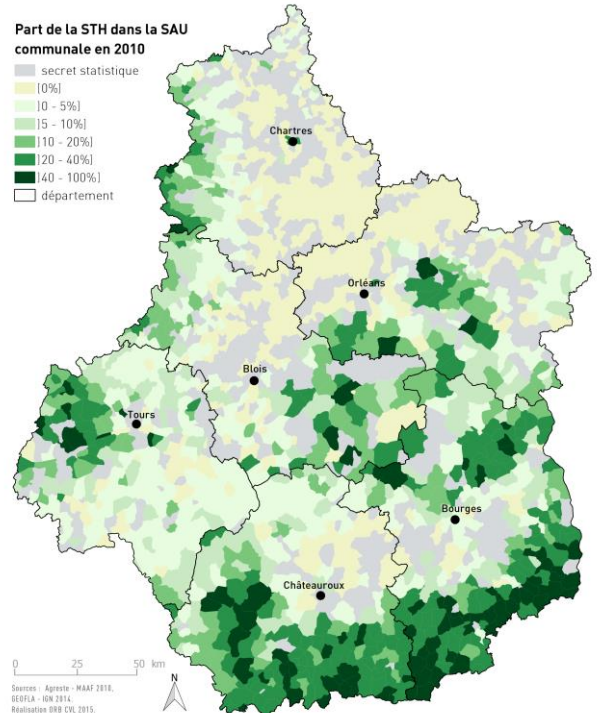 Part de la STH dans la SAU
communale en 2010
secret statistique
[0%]
]0 - 5%]
]5 - 10%]
]10 - 20%]
]20 - 40%]
]40 - 100%]
département
Chartres
Orléans
Blois
Tours
Bourges
Châteauroux
0 25 50 km
N
Sources : Agreste - MAAF 2010,
GEOFLA - IGN 2014.
Réalisation ORB CVL 2015.